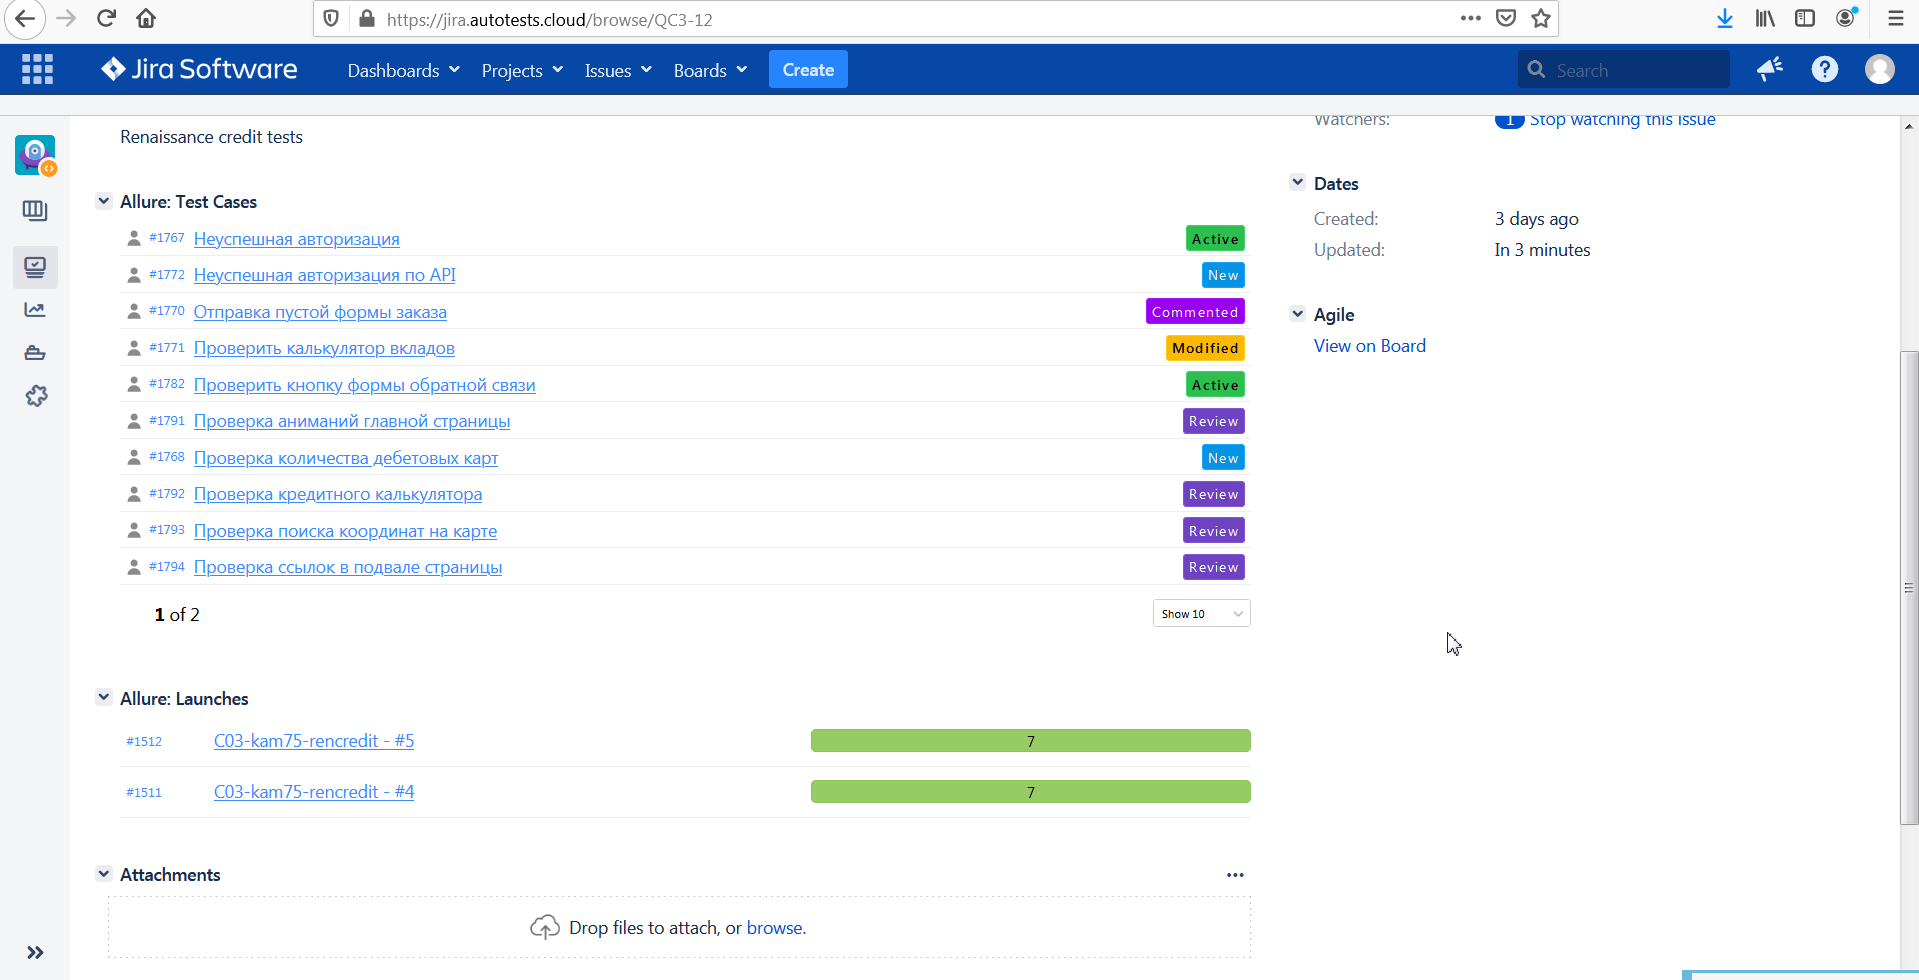 https://jira.autotests.cloud/browse/QC3-12
Jira Software
Dashboards
Projects
Issues
Boards
Create
Search
Renaissance credit tests
Allure: Test Cases
#1767 Неуспешная авторизация Active
#1772 Неуспешная авторизация по API New
#1770 Отправка пустой формы заказа Commented
#1771 Проверить калькулятор вкладов Modified
#1782 Проверить кнопку формы обратной связи Active
#1791 Проверка аниманий главной страницы Review
#1768 Проверка количества дебетовых карт New
#1792 Проверка кредитного калькулятора Review
#1793 Проверка поиска координат на карте Review
#1794 Проверка ссылок в подвале страницы Review
1 of 2
Show 10
Allure: Launches
#1512 C03-kam75-rencredit - #5 7
#1511 C03-kam75-rencredit - #4 7
Attachments
Drop files to attach, or browse.
Watchers: 1 Stop watching this issue
Dates
Created: 3 days ago
Updated: In 3 minutes
Agile
View on Board